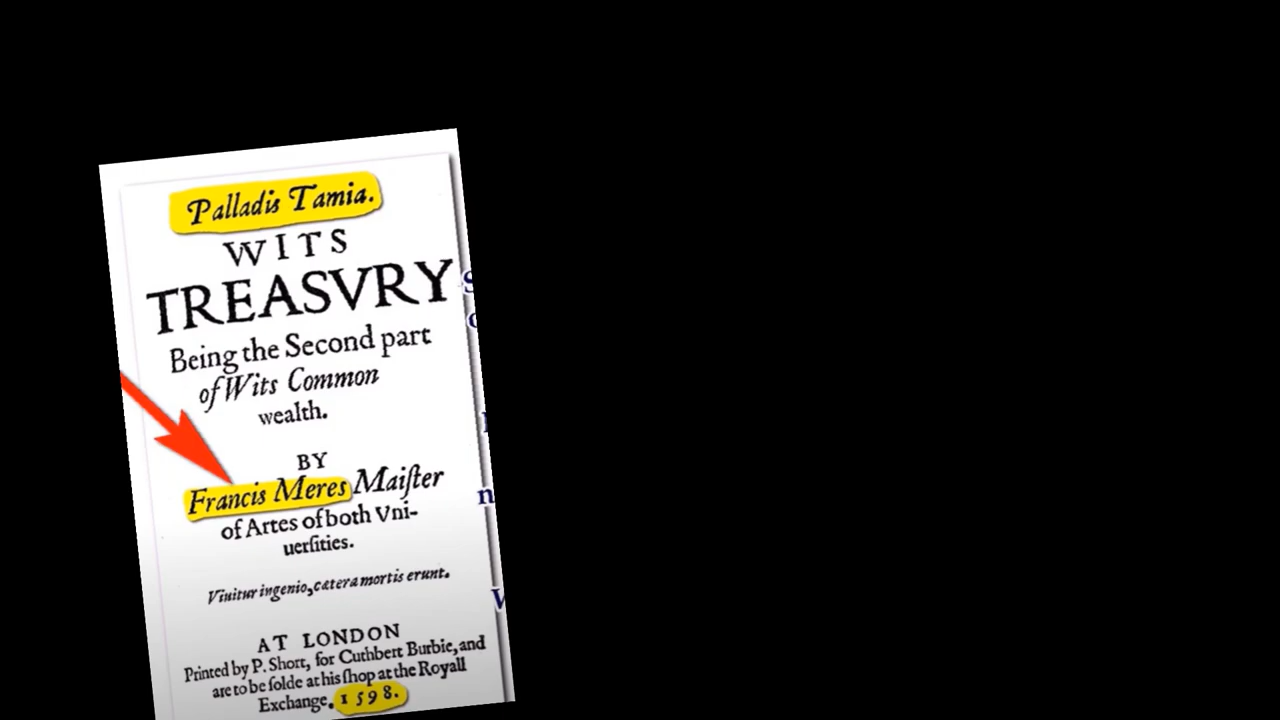 Palladis Tamia.
WITS
TREASVRY
Being the Second part
of Wits Common
wealth.
BY
Francis Meres Maiſter
of Artes of both Vni-
uerſities.
Viuitur ingenio, cætera mortis erunt.
AT LONDON
Printed by P. Short, for Cuthbert Burbie, and
are to be ſolde at his ſhop at the Royall
Exchange. 1598.